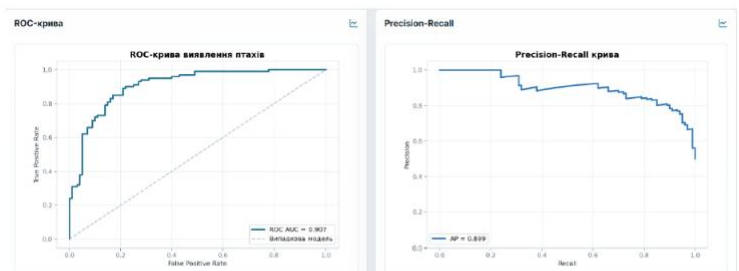 ROC-крива
ROC-крива виявлення птахів
True Positive Rate
1.0
0.8
0.6
0.4
0.2
0.0
0.0 0.2 0.4 0.6 0.8 1.0
False Positive Rate
ROC AUC = 0.907
Випадкова модель
Precision-Recall
Precision-Recall крива
Precision
1.0
0.8
0.6
0.4
0.2
0.0
0.0 0.2 0.4 0.6 0.8 1.0
Recall
AP = 0.899